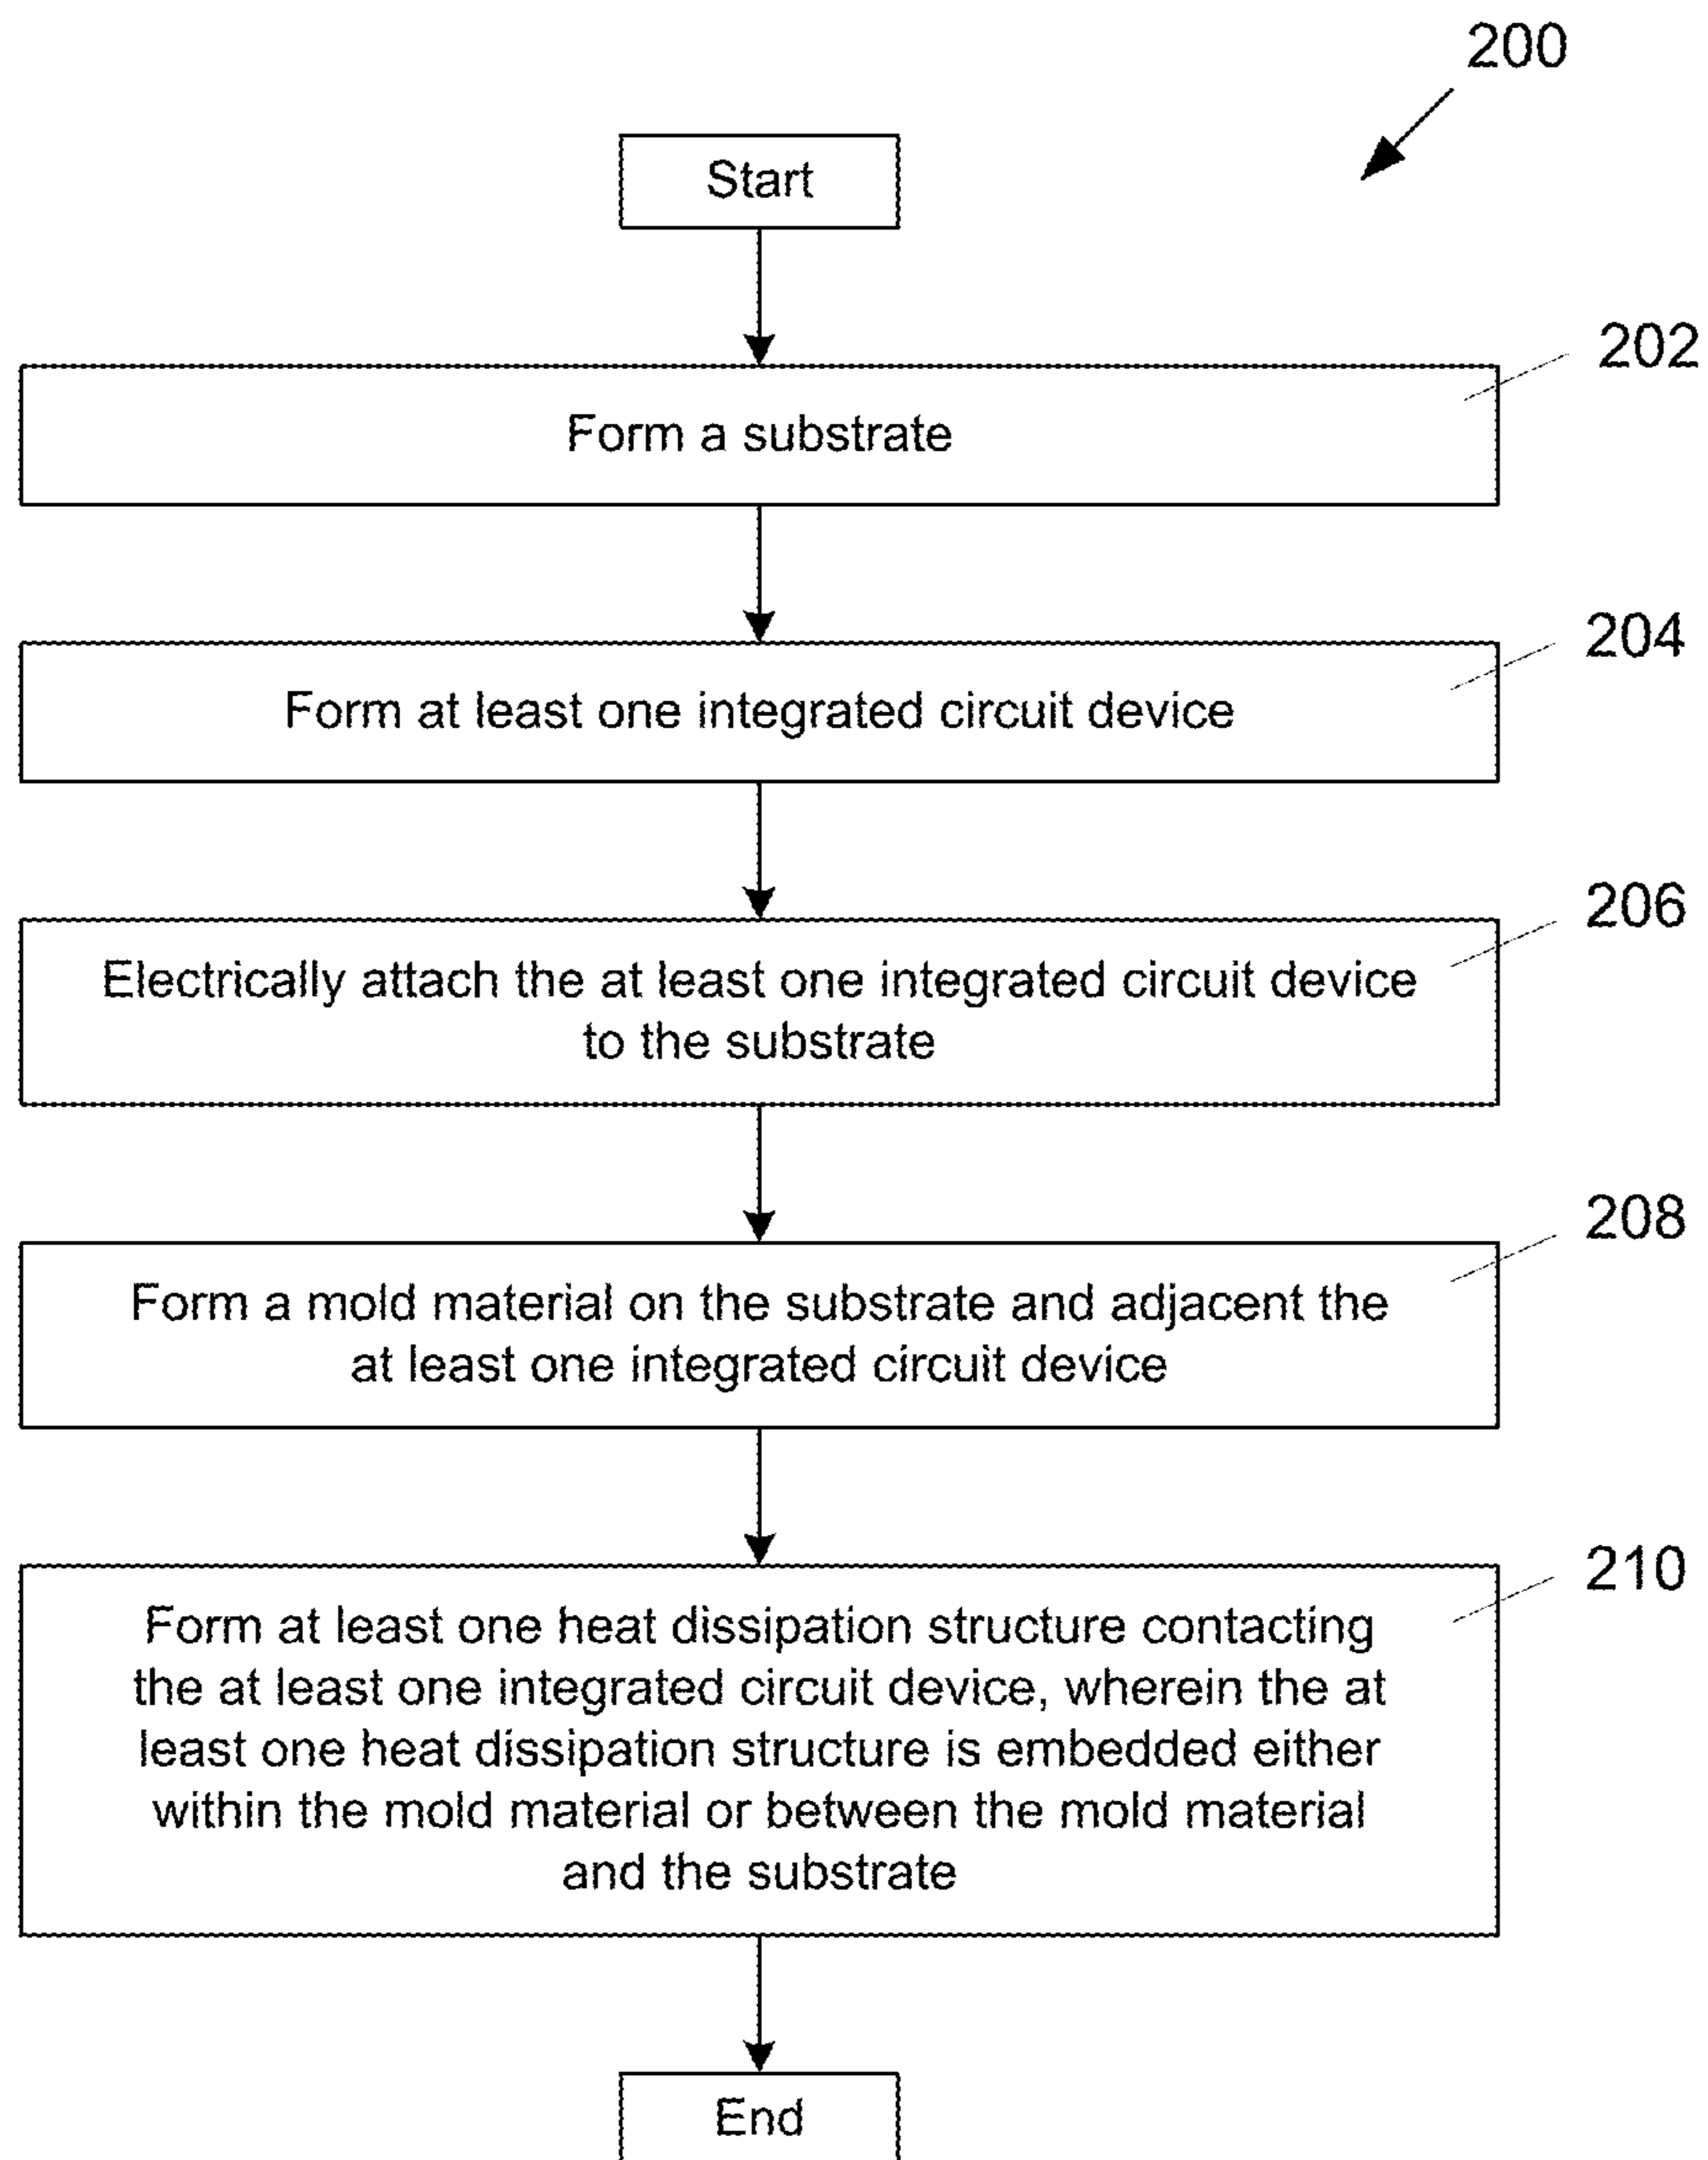 200
Start
202
Form a substrate
204
Form at least one integrated circuit device
206
Electrically attach the at least one integrated circuit device
to the substrate
208
Form a mold material on the substrate and adjacent the
at least one integrated circuit device
210
Form at least one heat dissipation structure contacting
the at least one integrated circuit device, wherein the at
least one heat dissipation structure is embedded either
within the mold material or between the mold material
and the substrate
End